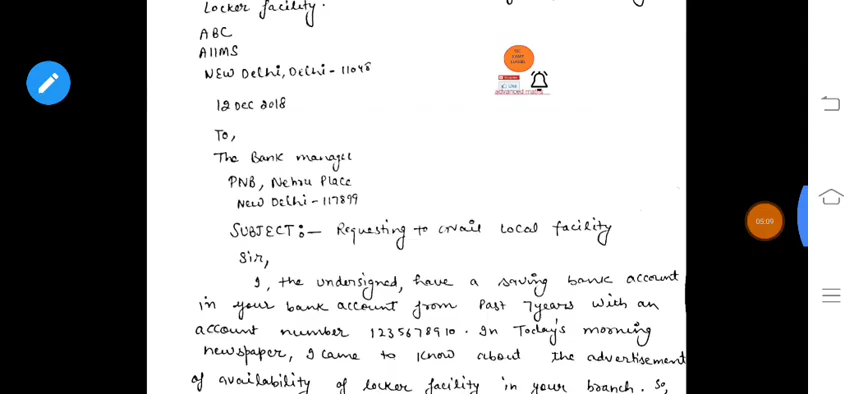 Locker facility.
ABC
AIIMS
New Delhi, Delhi - 11048
12 Dec 2018
To,
The Bank manager
PNB, Nehru Place
New Delhi - 117899
SUBJECT:— Requesting to avail Local facility
Sir,
I, the undersigned, have a saving bank account
in your bank account from Past 7years with an
account number 1235678910. In Today's morning
newspaper, I came to know about the advertisement
of availability of locker facility in your branch. So,
Like
advanced maths
05:09